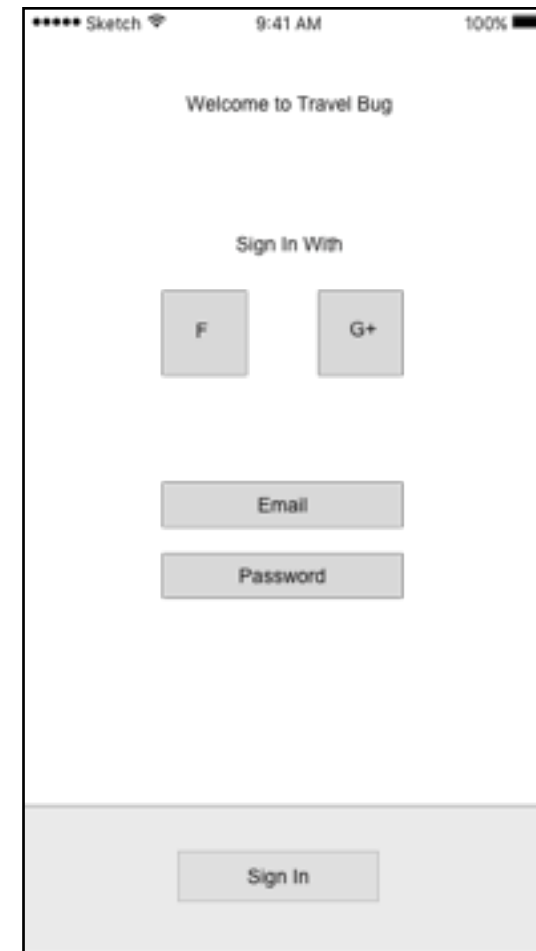 Sketch 9:41 AM 100%
Welcome to Travel Bug
Sign In With
F G+
Email
Password
Sign In